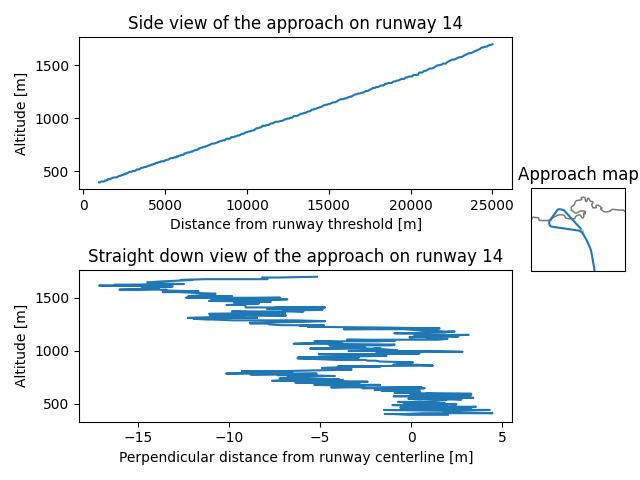 Side view of the approach on runway 14
Altitude [m]
1500
1000
500
0
5000
10000
15000
20000
25000
Distance from runway threshold [m]
Approach map
Straight down view of the approach on runway 14
Altitude [m]
1500
1000
500
−15
−10
−5
0
5
Perpendicular distance from runway centerline [m]